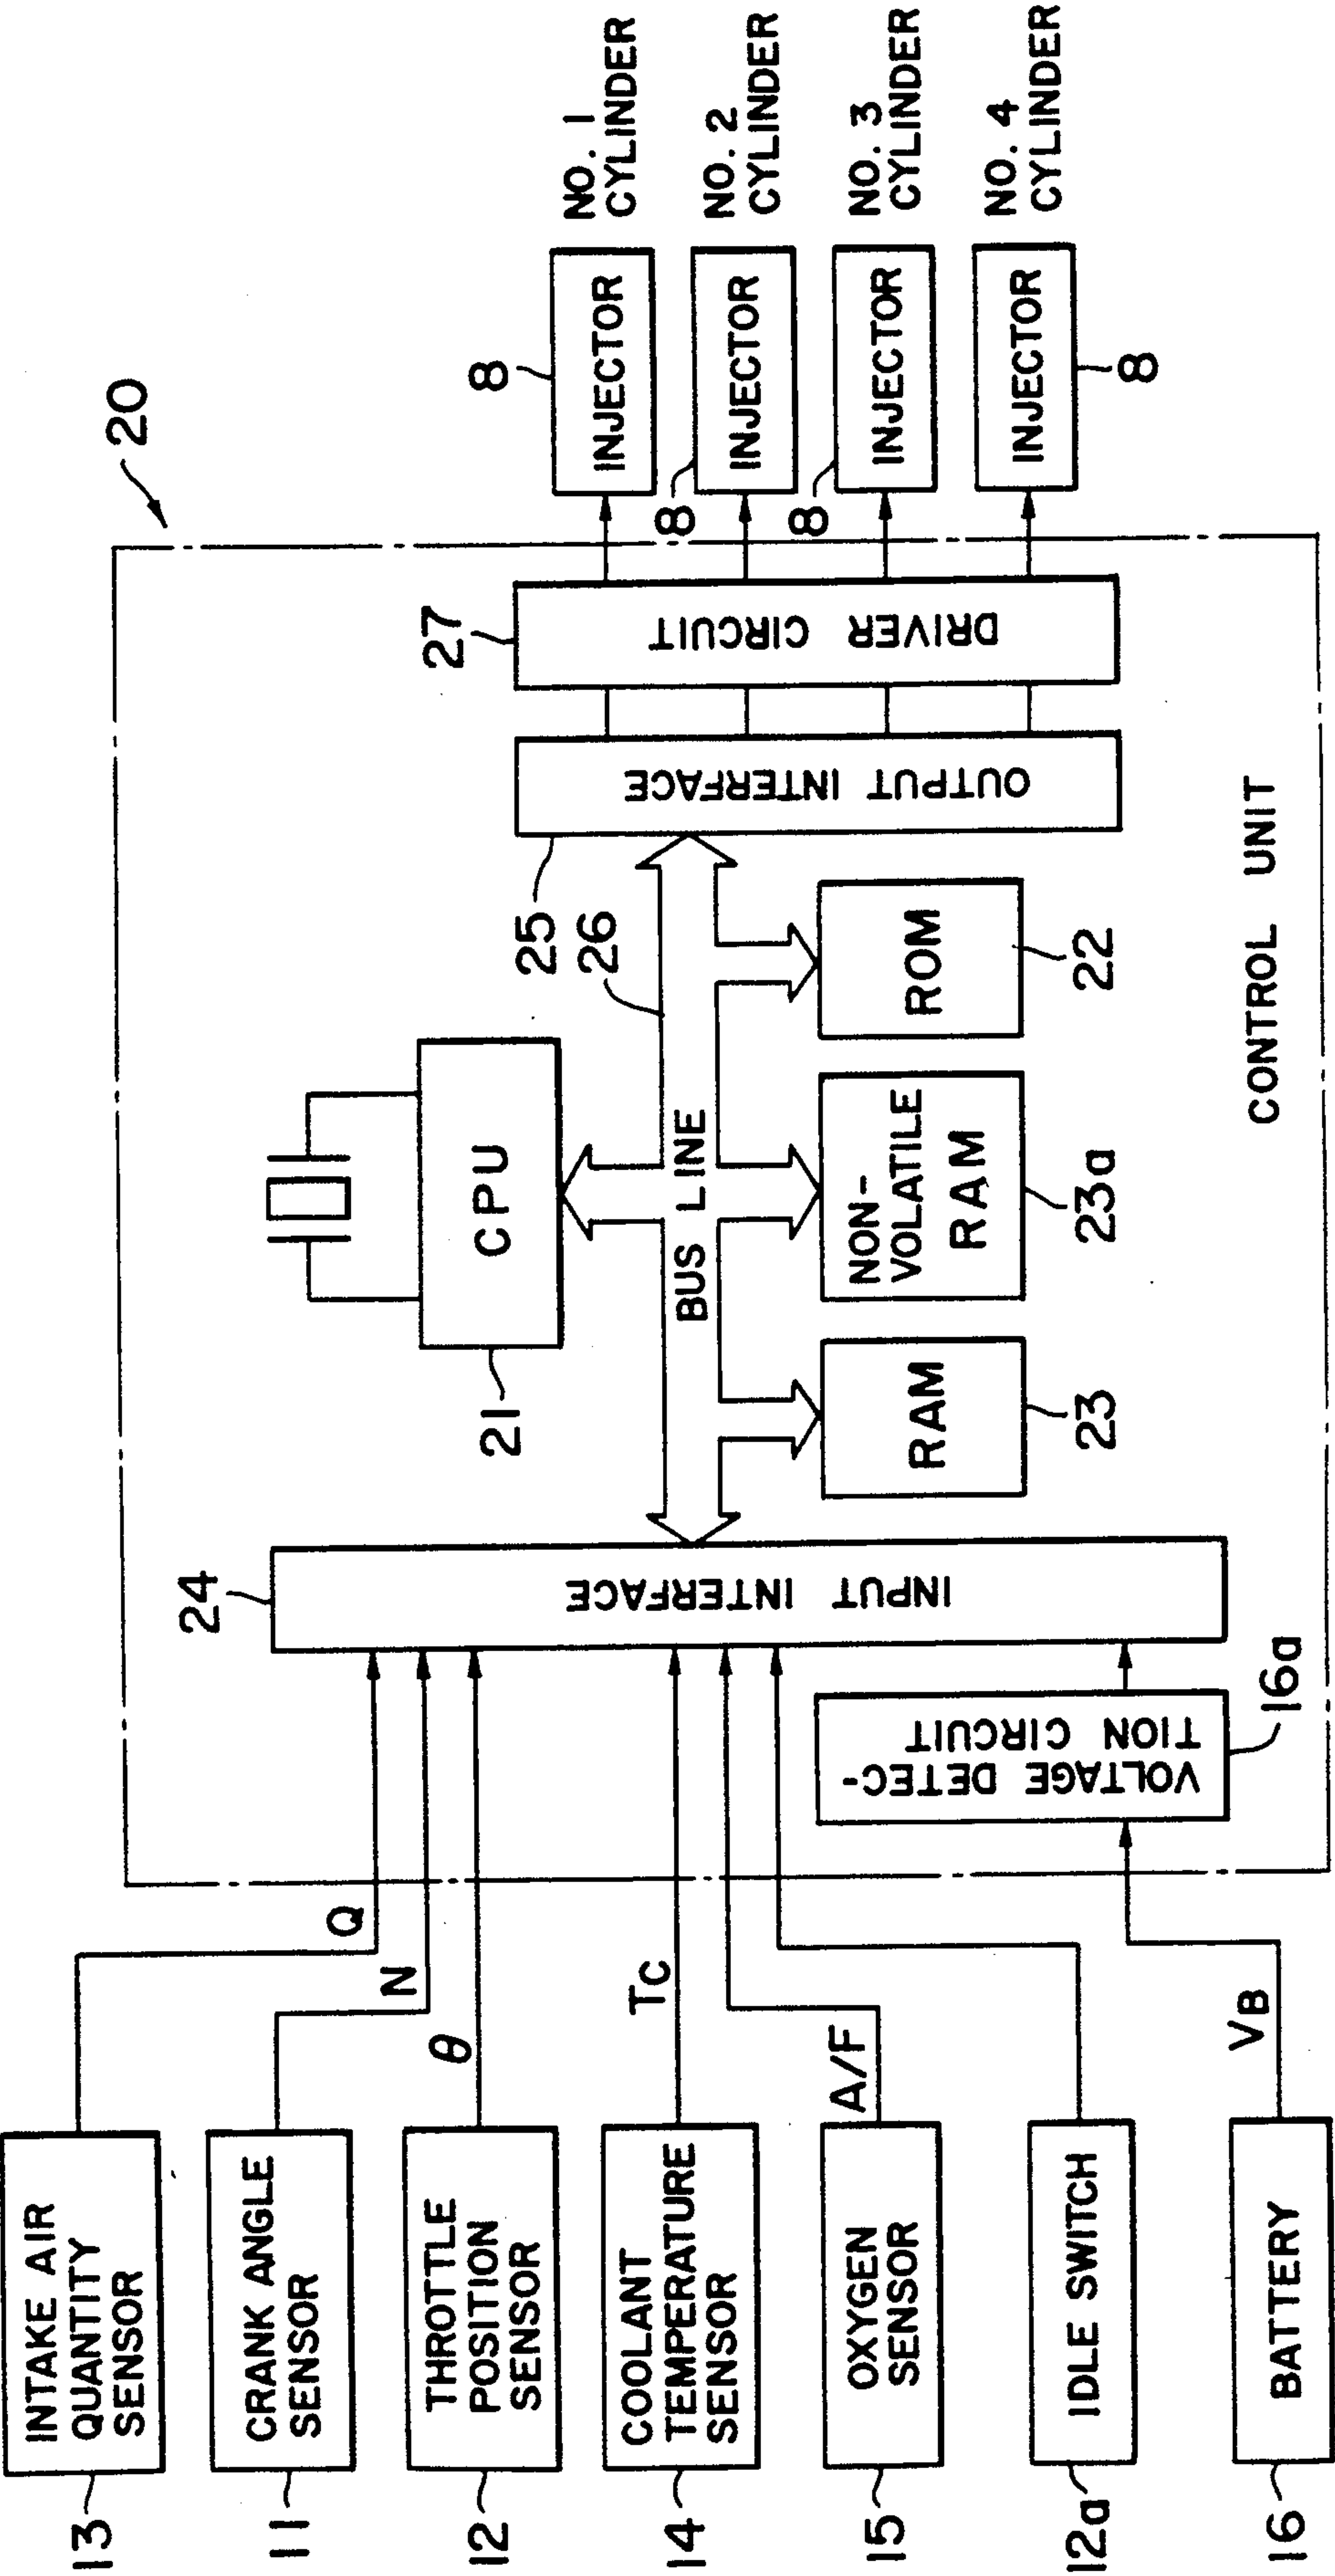 INTAKE AIR
QUANTITY
SENSOR
13
CRANK ANGLE
SENSOR
11
THROTTLE
POSITION
SENSOR
12
COOLANT
TEMPERATURE
SENSOR
14
OXYGEN
SENSOR
15
IDLE SWITCH
12a
BATTERY
16
Q
N
θ
TC
A/F
VB
VOLTAGE DETEC-
TION CIRCUIT
16a
24
INPUT INTERFACE
21
CPU
BUS LINE
26
RAM
23
NON-
VOLATILE
RAM
23a
ROM
22
25
OUTPUT INTERFACE
27
DRIVER CIRCUIT
CONTROL UNIT
20
8
INJECTOR
NO. 1
CYLINDER
8
INJECTOR
NO. 2
CYLINDER
8
INJECTOR
NO. 3
CYLINDER
8
INJECTOR
NO. 4
CYLINDER